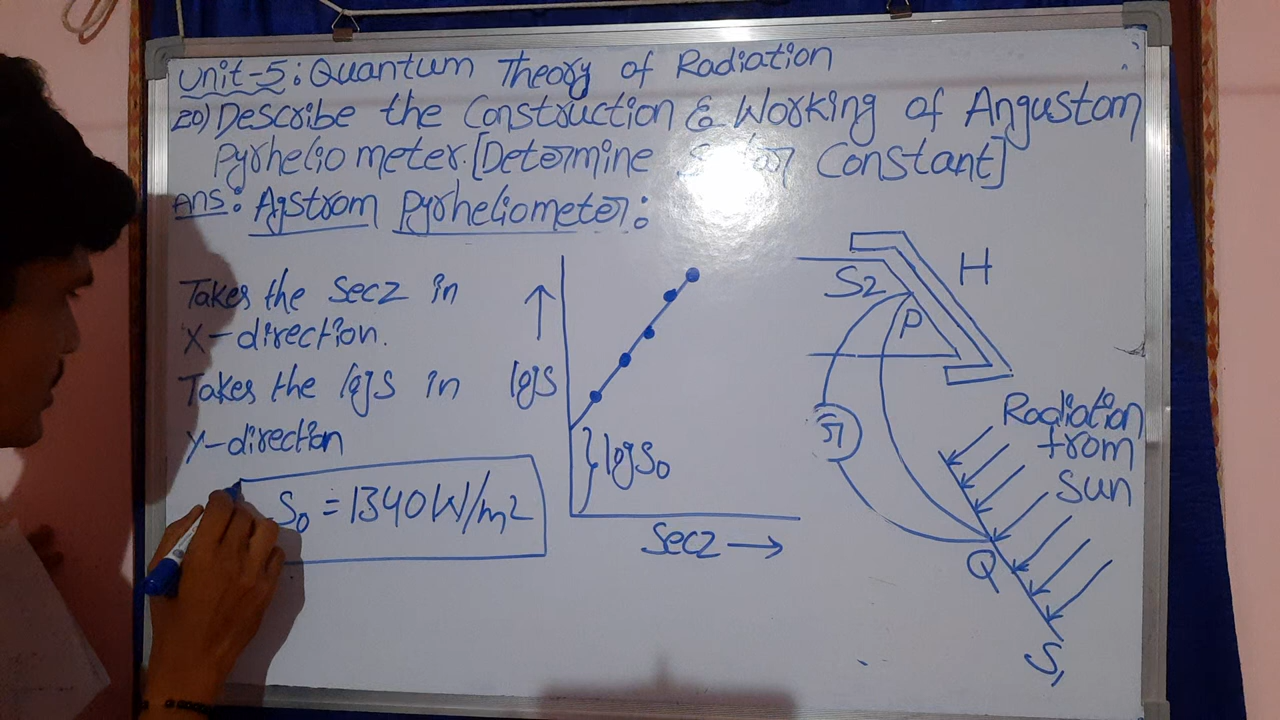 Unit-5: Quantum Theory of Radiation
20) Describe the Construction & Working of Angustom
Pyrheliometer. [Determine Solar Constant]
Ans: Agstrom Pyrheliometer:
Takes the secz in
X-direction.
Takes the logs in
Y-direction
S0 = 1340 W/m2
logs
logS0
Secz →
S2
H
P
Radiation
from
Sun
Q
S1